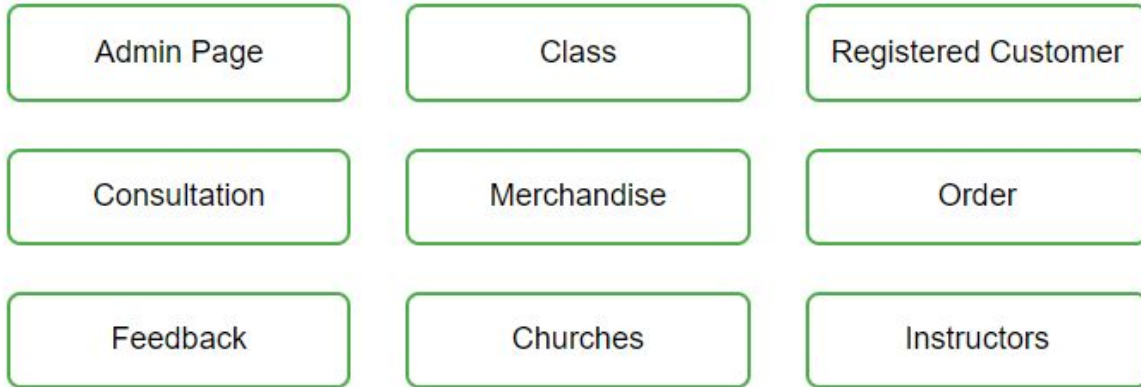 Admin Page
Class
Registered Customer
Consultation
Merchandise
Order
Feedback
Churches
Instructors